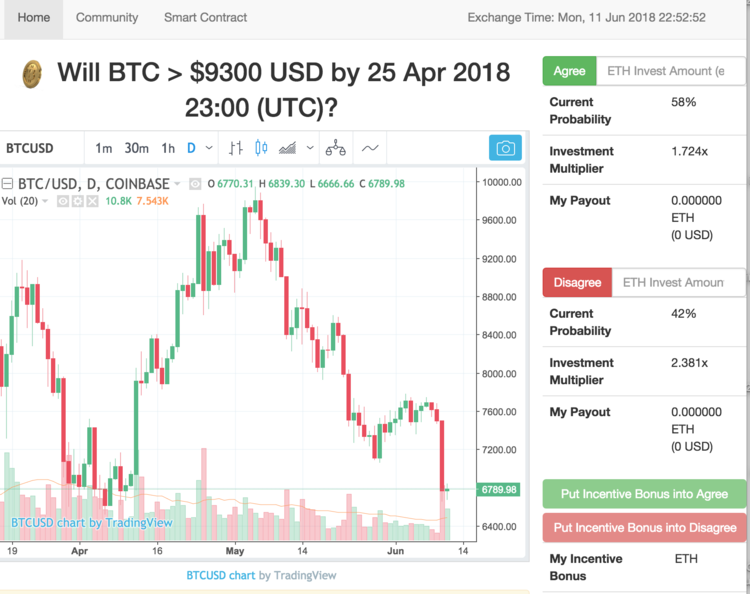 Home Community Smart Contract Exchange Time: Mon, 11 Jun 2018 22:52:52
Will BTC > $9300 USD by 25 Apr 2018
23:00 (UTC)?
BTCUSD 1m 30m 1h D
BTC/USD, D, COINBASE O 6770.31 H 6839.30 L 6666.66 C 6789.98
Vol (20) 10.8K 7.543K
10000.00
9600.00
9200.00
8800.00
8400.00
8000.00
7600.00
7200.00
6789.98
6400.00
BTCUSD chart by TradingView
19 Apr 16 May 14 Jun 14
BTCUSD chart by TradingView
Agree ETH Invest Amount (e
Current
Probability
58%
Investment
Multiplier
1.724x
My Payout
0.000000
ETH
(0 USD)
Disagree ETH Invest Amoun
Current
Probability
42%
Investment
Multiplier
2.381x
My Payout
0.000000
ETH
(0 USD)
Put Incentive Bonus into Agree
Put Incentive Bonus into Disagree
My Incentive
Bonus
ETH